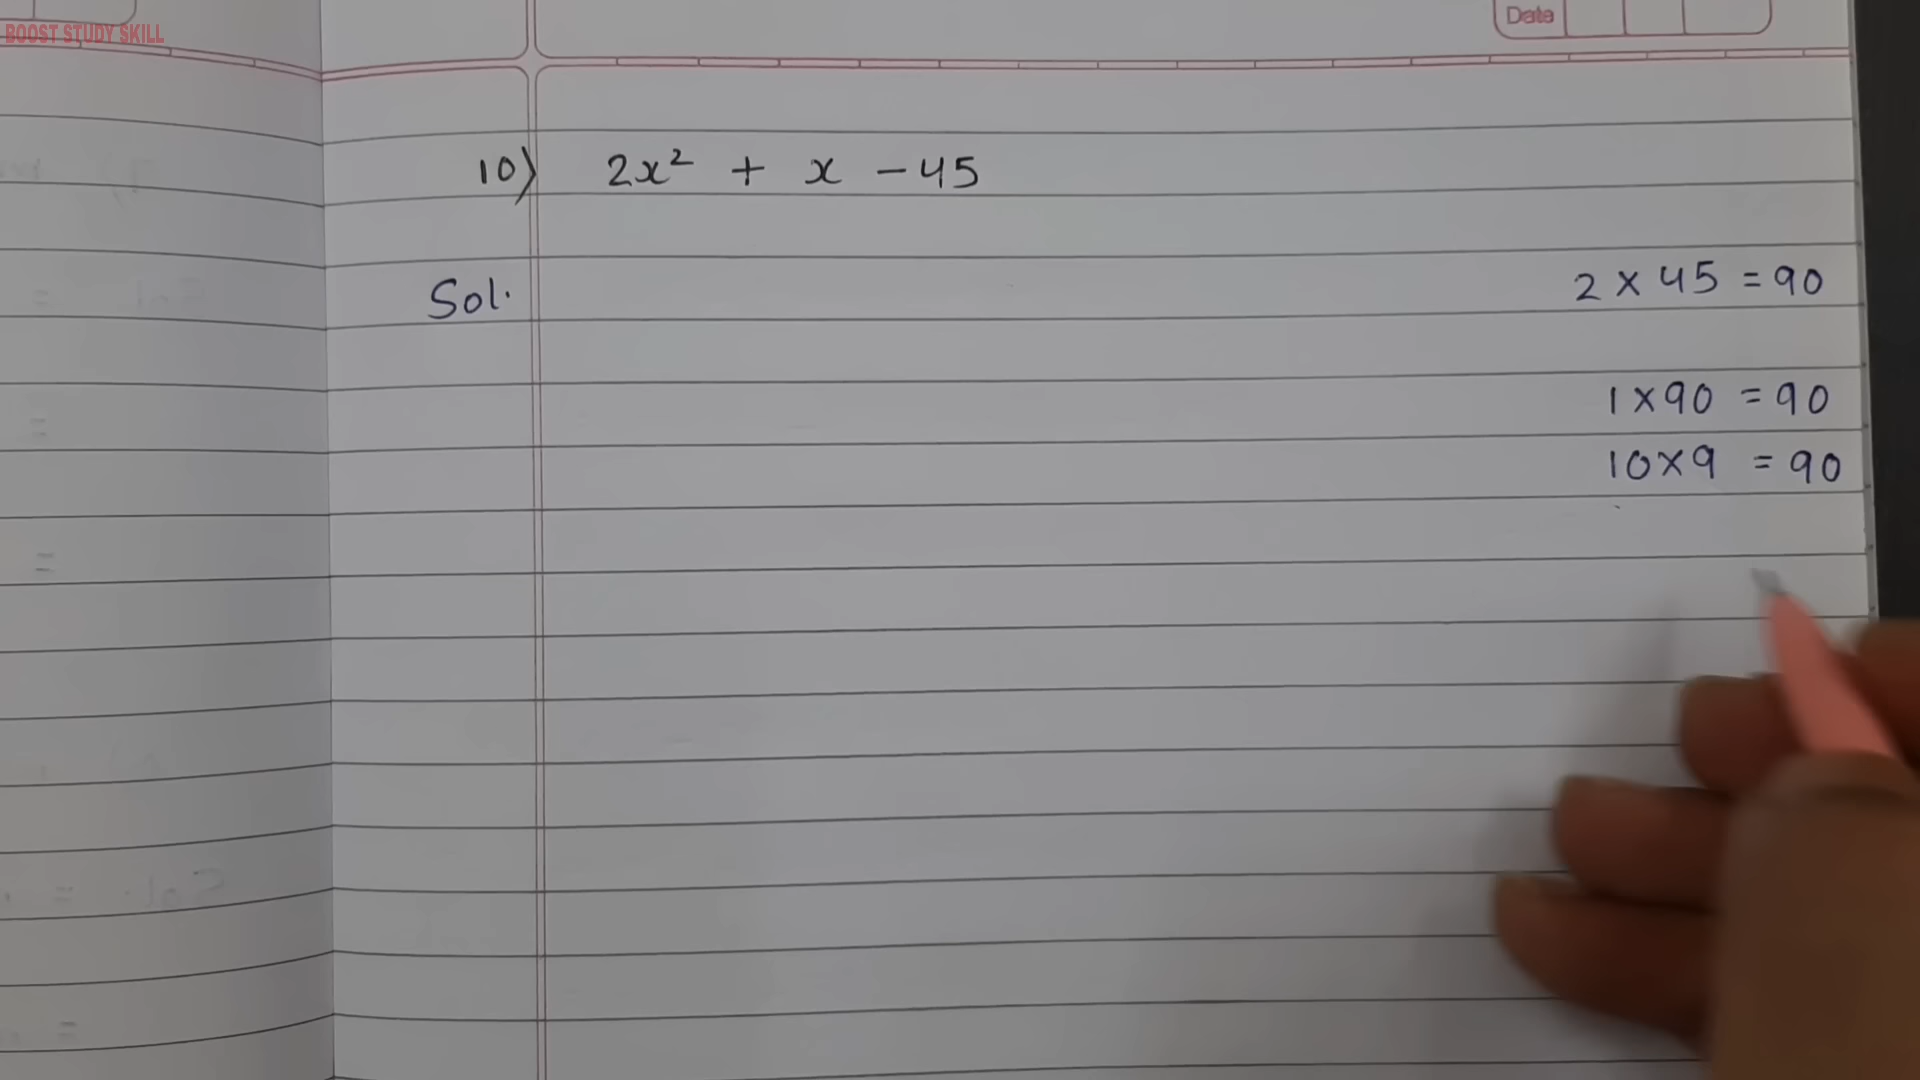 BOOST STUDY SKILL
Date
10) 2x² + x - 45
Sol.
2 × 45 = 90
1 × 90 = 90
10 × 9 = 90